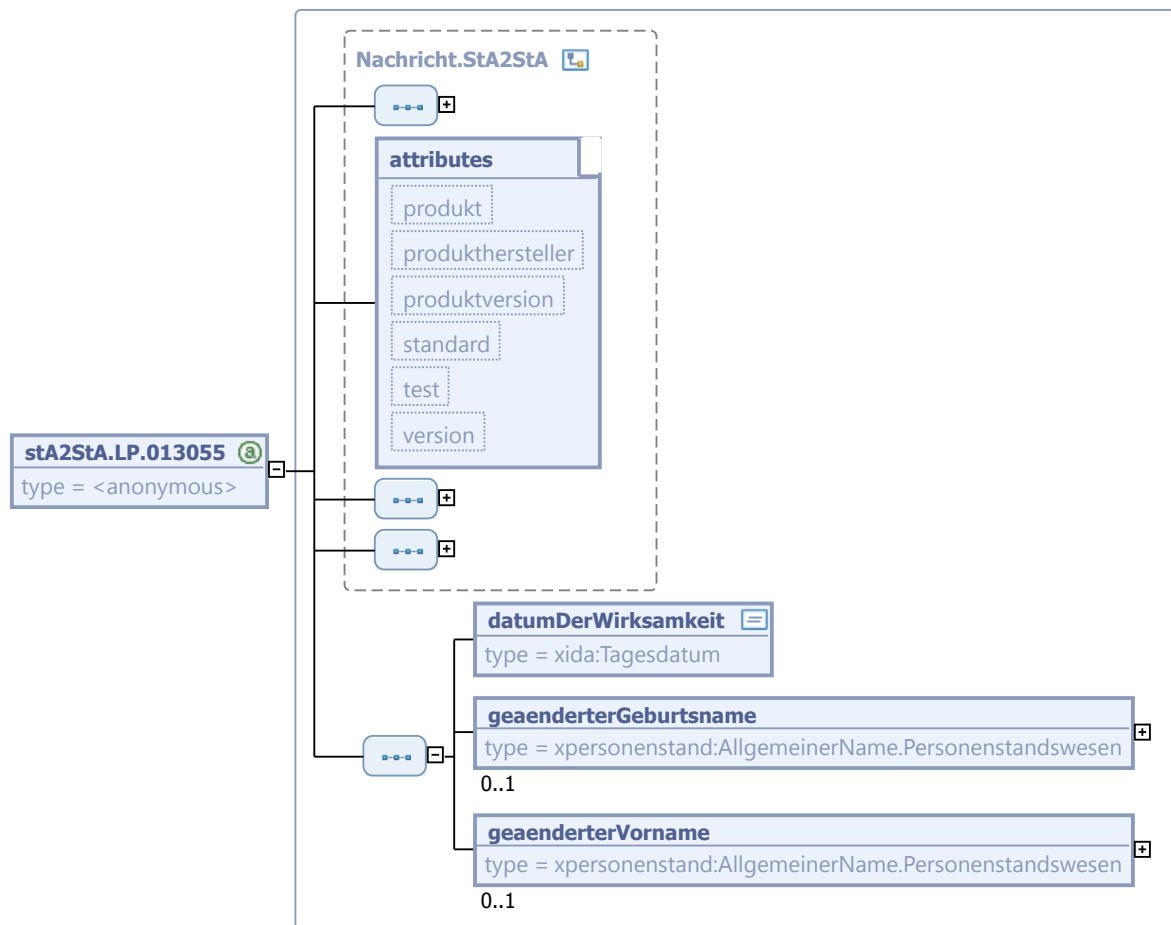 Nachricht.StA2StA
attributes
produkt
produkthersteller
produktversion
standard
test
version
stA2StA.LP.013055
type = <anonymous>
datumDerWirksamkeit
type = xida:Tagesdatum
geaenderterGeburtsname
type = xpersonenstand:AllgemeinerName.Personenstandswesen
0..1
geaenderterVorname
type = xpersonenstand:AllgemeinerName.Personenstandswesen
0..1